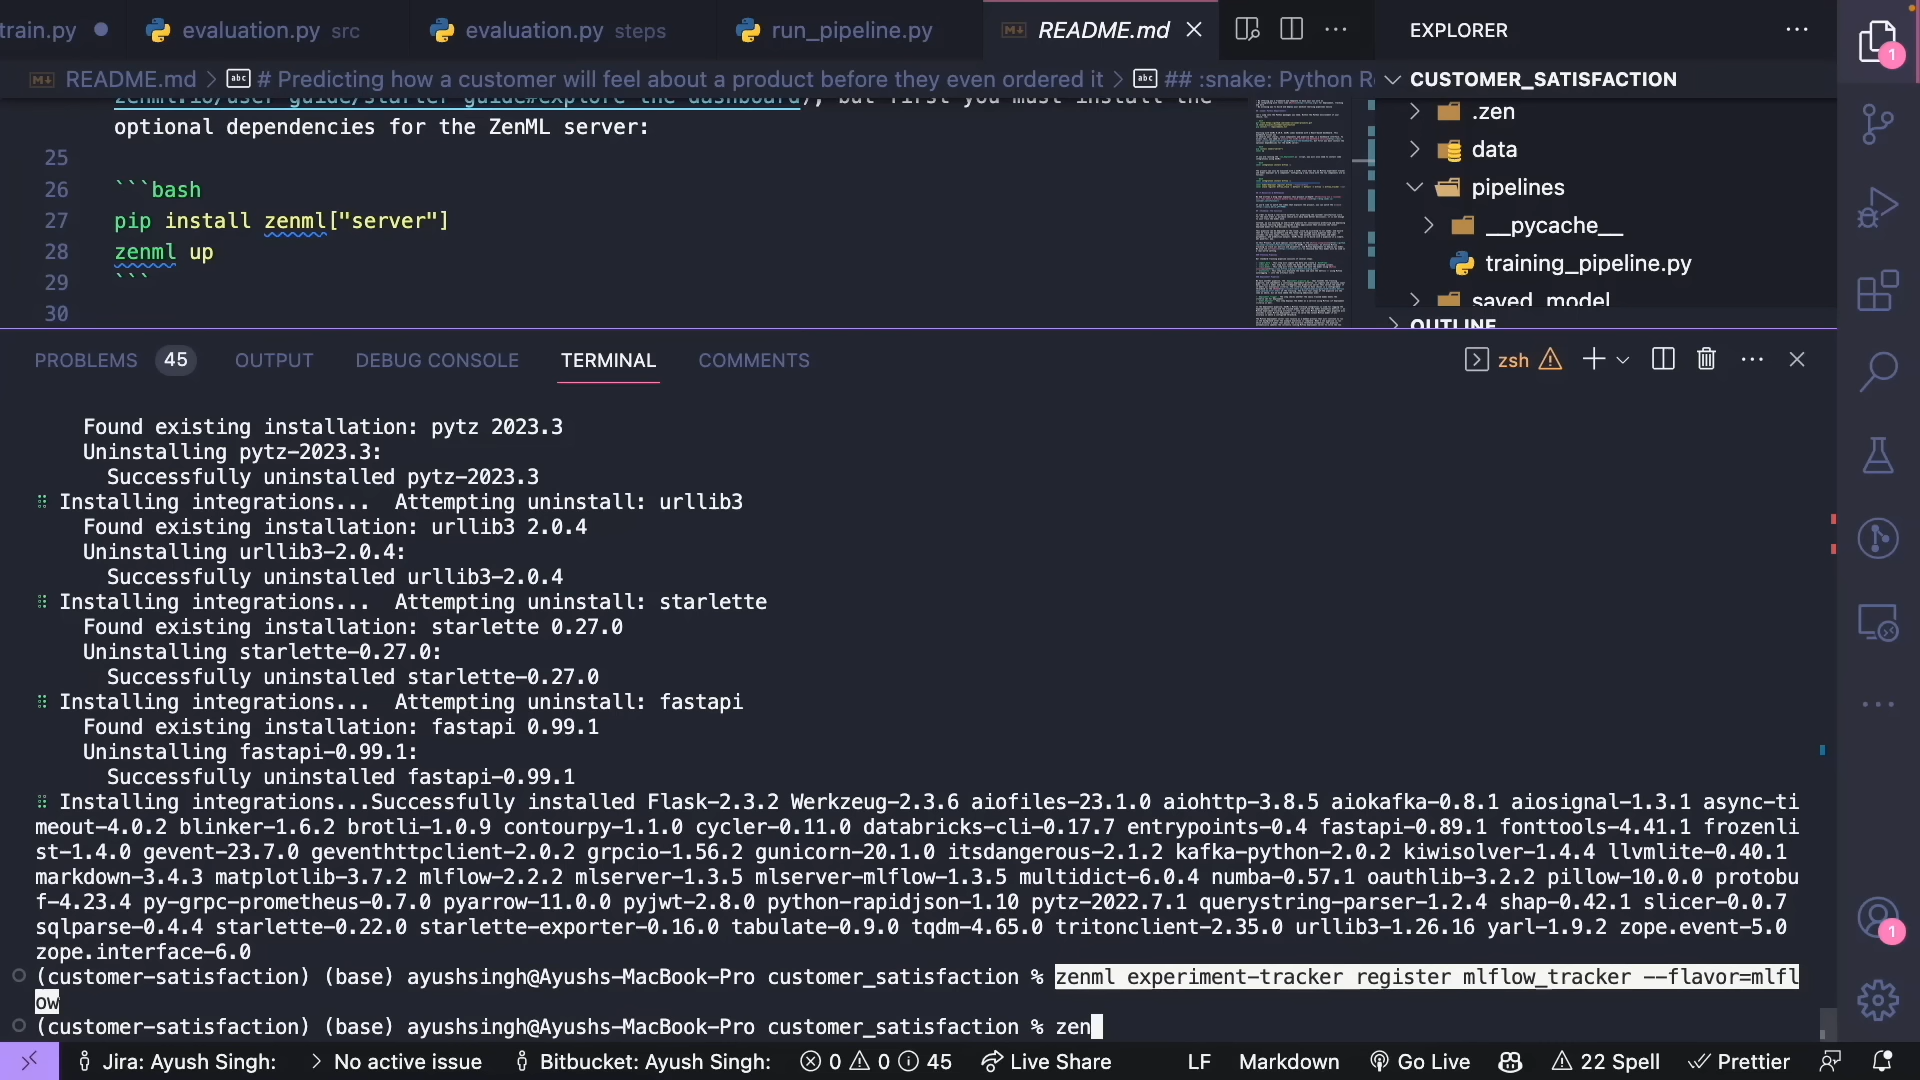 train.py
evaluation.py src
evaluation.py steps
run_pipeline.py
README.md
EXPLORER
README.md > # Predicting how a customer will feel about a product before they even ordered it > ## :snake: Python R
CUSTOMER_SATISFACTION
.zen
data
pipelines
__pycache__
training_pipeline.py
saved_model
OUTLINE
but first you must install the
optional dependencies for the ZenML server:
25
26 ```bash
27 pip install zenml["server"]
28 zenml up
29 ```
30
PROBLEMS 45 OUTPUT DEBUG CONSOLE TERMINAL COMMENTS
zsh
Found existing installation: pytz 2023.3
Uninstalling pytz-2023.3:
Successfully uninstalled pytz-2023.3
Installing integrations... Attempting uninstall: urllib3
Found existing installation: urllib3 2.0.4
Uninstalling urllib3-2.0.4:
Successfully uninstalled urllib3-2.0.4
Installing integrations... Attempting uninstall: starlette
Found existing installation: starlette 0.27.0
Uninstalling starlette-0.27.0:
Successfully uninstalled starlette-0.27.0
Installing integrations... Attempting uninstall: fastapi
Found existing installation: fastapi 0.99.1
Uninstalling fastapi-0.99.1:
Successfully uninstalled fastapi-0.99.1
Installing integrations...Successfully installed Flask-2.3.2 Werkzeug-2.3.6 aiofiles-23.1.0 aiohttp-3.8.5 aiokafka-0.8.1 aiosignal-1.3.1 async-ti
meout-4.0.2 blinker-1.6.2 brotli-1.0.9 contourpy-1.1.0 cycler-0.11.0 databricks-cli-0.17.7 entrypoints-0.4 fastapi-0.89.1 fonttools-4.41.1 frozenli
st-1.4.0 gevent-23.7.0 geventhttpclient-2.0.2 grpcio-1.56.2 gunicorn-20.1.0 itsdangerous-2.1.2 kafka-python-2.0.2 kiwisolver-1.4.4 llvmlite-0.40.1
markdown-3.4.3 matplotlib-3.7.2 mlflow-2.2.2 mlserver-1.3.5 mlserver-mlflow-1.3.5 multidict-6.0.4 numba-0.57.1 oauthlib-3.2.2 pillow-10.0.0 protobu
f-4.23.4 py-grpc-prometheus-0.7.0 pyarrow-11.0.0 pyjwt-2.8.0 python-rapidjson-1.10 pytz-2022.7.1 querystring-parser-1.2.4 shap-0.42.1 slicer-0.0.7
sqlparse-0.4.4 starlette-0.22.0 starlette-exporter-0.16.0 tabulate-0.9.0 tqdm-4.65.0 tritonclient-2.35.0 urllib3-1.26.16 yarl-1.9.2 zope.event-5.0
zope.interface-6.0
(customer-satisfaction) (base) ayushsingh@Ayushs-MacBook-Pro customer_satisfaction % zenml experiment-tracker register mlflow_tracker --flavor=mlfl
ow
(customer-satisfaction) (base) ayushsingh@Ayushs-MacBook-Pro customer_satisfaction % zen
Jira: Ayush Singh: > No active issue Bitbucket: Ayush Singh: 0 0 45 Live Share LF Markdown Go Live 22 Spell Prettier
1
1